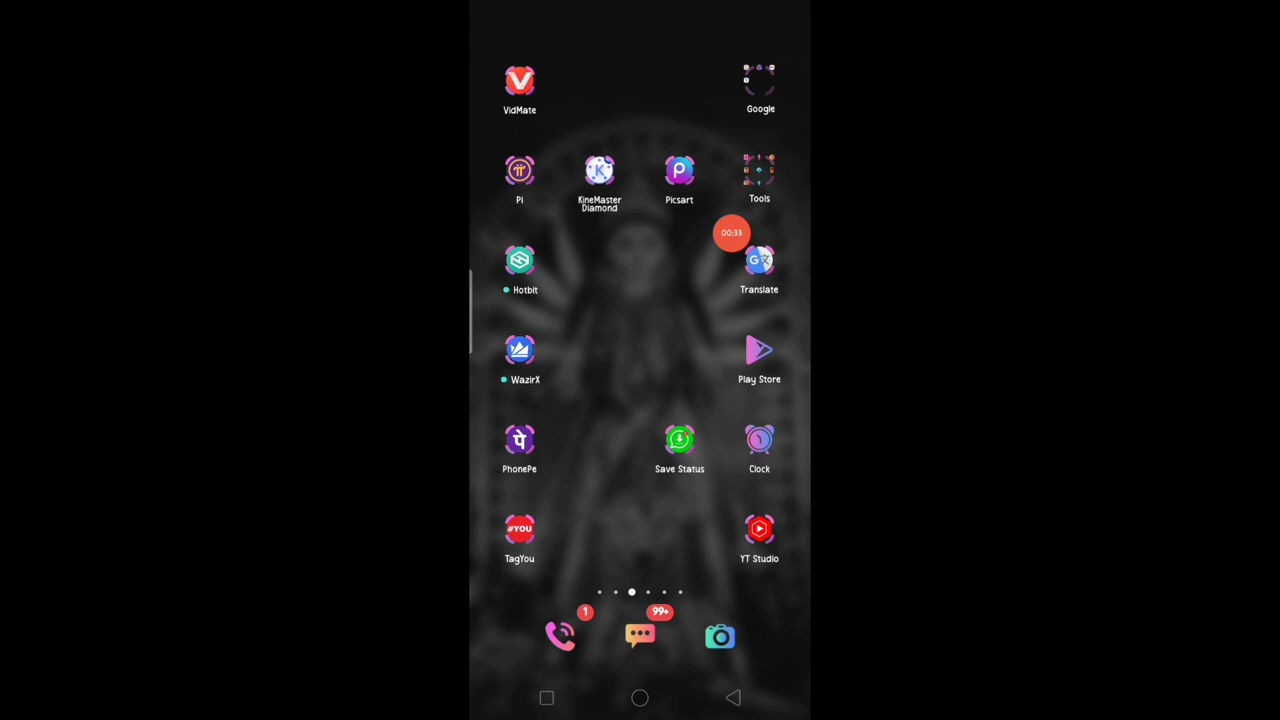 VidMate
Google
Pi
KineMaster
Diamond
Picsart
Tools
00:33
Hotbit
Translate
WazirX
Play Store
पे
PhonePe
Save Status
Clock
#YOU
TagYou
YT Studio
1
99+